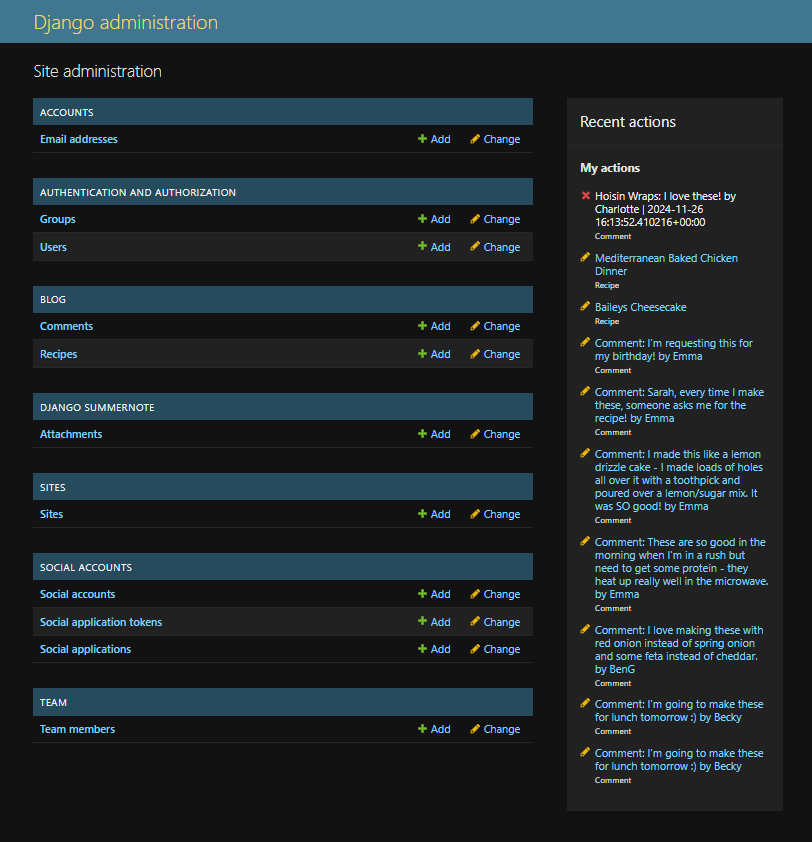 Django administration
Site administration
ACCOUNTS
Email addresses Add Change
AUTHENTICATION AND AUTHORIZATION
Groups Add Change
Users Add Change
BLOG
Comments Add Change
Recipes Add Change
DJANGO SUMMERNOTE
Attachments Add Change
SITES
Sites Add Change
SOCIAL ACCOUNTS
Social accounts Add Change
Social application tokens Add Change
Social applications Add Change
TEAM
Team members Add Change
Recent actions
My actions
Hoisin Wraps: I love these! by
Charlotte | 2024-11-26
16:13:52.410216+00:00
Comment
Mediterranean Baked Chicken
Dinner
Recipe
Baileys Cheesecake
Recipe
Comment: I'm requesting this for
my birthday! by Emma
Comment
Comment: Sarah, every time I make
these, someone asks me for the
recipe! by Emma
Comment
Comment: I made this like a lemon
drizzle cake - I made loads of holes
all over it with a toothpick and
poured over a lemon/sugar mix. It
was SO good! by Emma
Comment
Comment: These are so good in the
morning when I'm in a rush but
need to get some protein - they
heat up really well in the microwave.
by Emma
Comment
Comment: I love making these with
red onion instead of spring onion
and some feta instead of cheddar.
by BenG
Comment
Comment: I'm going to make these
for lunch tomorrow :) by Becky
Comment
Comment: I'm going to make these
for lunch tomorrow :) by Becky
Comment